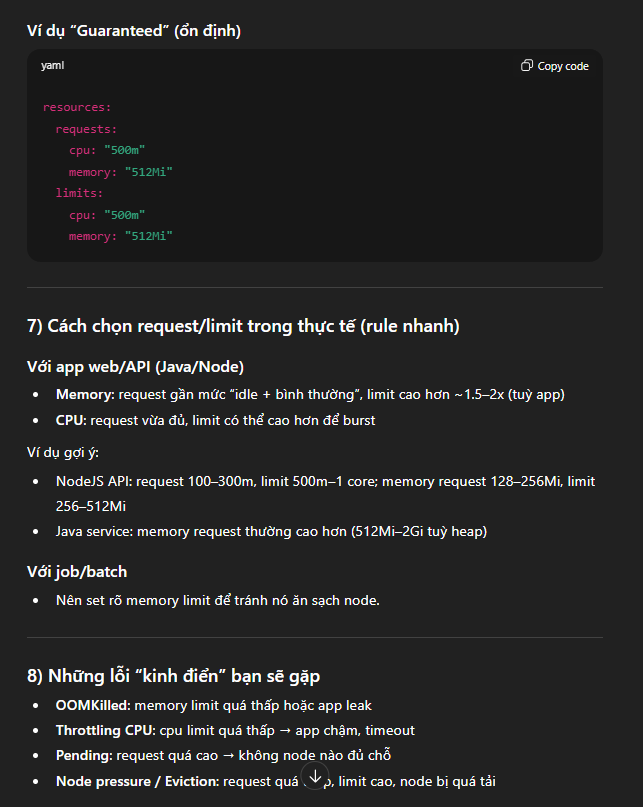 Ví dụ “Guaranteed” (ổn định)
yaml
Copy code
resources:
requests:
cpu: "500m"
memory: "512Mi"
limits:
cpu: "500m"
memory: "512Mi"
7) Cách chọn request/limit trong thực tế (rule nhanh)
Với app web/API (Java/Node)
• Memory: request gần mức “idle + bình thường”, limit cao hơn ~1.5–2x (tuỳ app)
• CPU: request vừa đủ, limit có thể cao hơn để burst
Ví dụ gợi ý:
• NodeJS API: request 100–300m, limit 500m–1 core; memory request 128–256Mi, limit
256–512Mi
• Java service: memory request thường cao hơn (512Mi–2Gi tuỳ heap)
Với job/batch
• Nên set rõ memory limit để tránh nó ăn sạch node.
8) Những lỗi “kinh điển” bạn sẽ gặp
• OOMKilled: memory limit quá thấp hoặc app leak
• Throttling CPU: cpu limit quá thấp → app chậm, timeout
• Pending: request quá cao → không node nào đủ chỗ
• Node pressure / Eviction: request quá limit cao, node bị quá tải